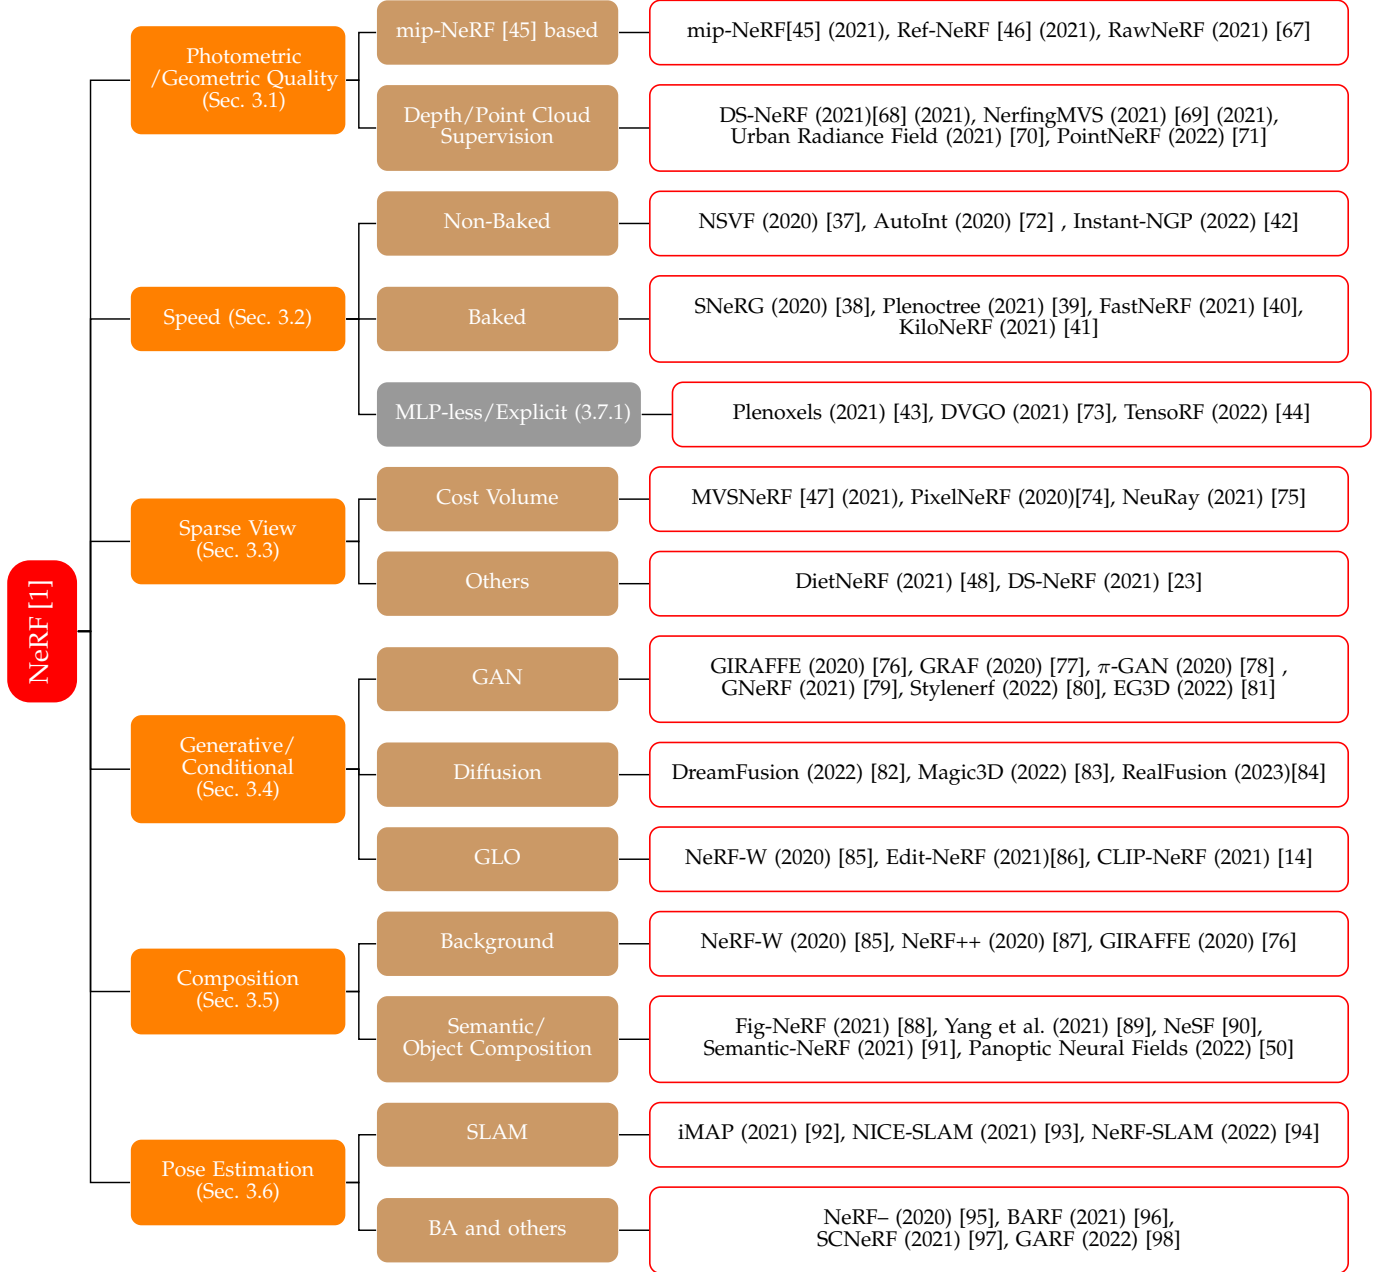 NeRF [1]
Photometric
/Geometric Quality
(Sec. 3.1)
mip-NeRF [45] based
mip-NeRF[45] (2021), Ref-NeRF [46] (2021), RawNeRF (2021) [67]
Depth/Point Cloud
Supervision
DS-NeRF (2021)[68] (2021), NerfingMVS (2021) [69] (2021),
Urban Radiance Field (2021) [70], PointNeRF (2022) [71]
Speed (Sec. 3.2)
Non-Baked
NSVF (2020) [37], AutoInt (2020) [72] , Instant-NGP (2022) [42]
Baked
SNeRG (2020) [38], Plenoctree (2021) [39], FastNeRF (2021) [40],
KiloNeRF (2021) [41]
MLP-less/Explicit (3.7.1)
Plenoxels (2021) [43], DVGO (2021) [73], TensoRF (2022) [44]
Sparse View
(Sec. 3.3)
Cost Volume
MVSNeRF [47] (2021), PixelNeRF (2020)[74], NeuRay (2021) [75]
Others
DietNeRF (2021) [48], DS-NeRF (2021) [23]
Generative/
Conditional
(Sec. 3.4)
GAN
GIRAFFE (2020) [76], GRAF (2020) [77], π-GAN (2020) [78] ,
GNeRF (2021) [79], Stylenerf (2022) [80], EG3D (2022) [81]
Diffusion
DreamFusion (2022) [82], Magic3D (2022) [83], RealFusion (2023)[84]
GLO
NeRF-W (2020) [85], Edit-NeRF (2021)[86], CLIP-NeRF (2021) [14]
Composition
(Sec. 3.5)
Background
NeRF-W (2020) [85], NeRF++ (2020) [87], GIRAFFE (2020) [76]
Semantic/
Object Composition
Fig-NeRF (2021) [88], Yang et al. (2021) [89], NeSF [90],
Semantic-NeRF (2021) [91], Panoptic Neural Fields (2022) [50]
Pose Estimation
(Sec. 3.6)
SLAM
iMAP (2021) [92], NICE-SLAM (2021) [93], NeRF-SLAM (2022) [94]
BA and others
NeRF– (2020) [95], BARF (2021) [96],
SCNeRF (2021) [97], GARF (2022) [98]